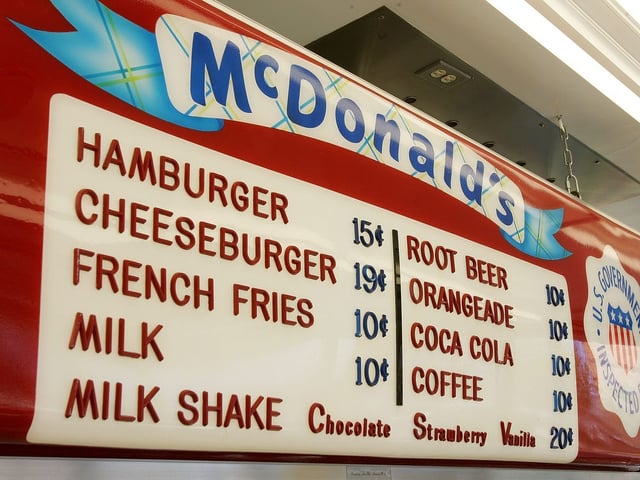 McDonald's
HAMBURGER 15¢
CHEESEBURGER 19¢
FRENCH FRIES 10¢
MILK 10¢
ROOT BEER 10¢
ORANGEADE 10¢
COCA COLA 10¢
COFFEE 10¢
MILK SHAKE Chocolate Strawberry Vanilla 20¢
U.S. GOVERNMEN
INSPECTED